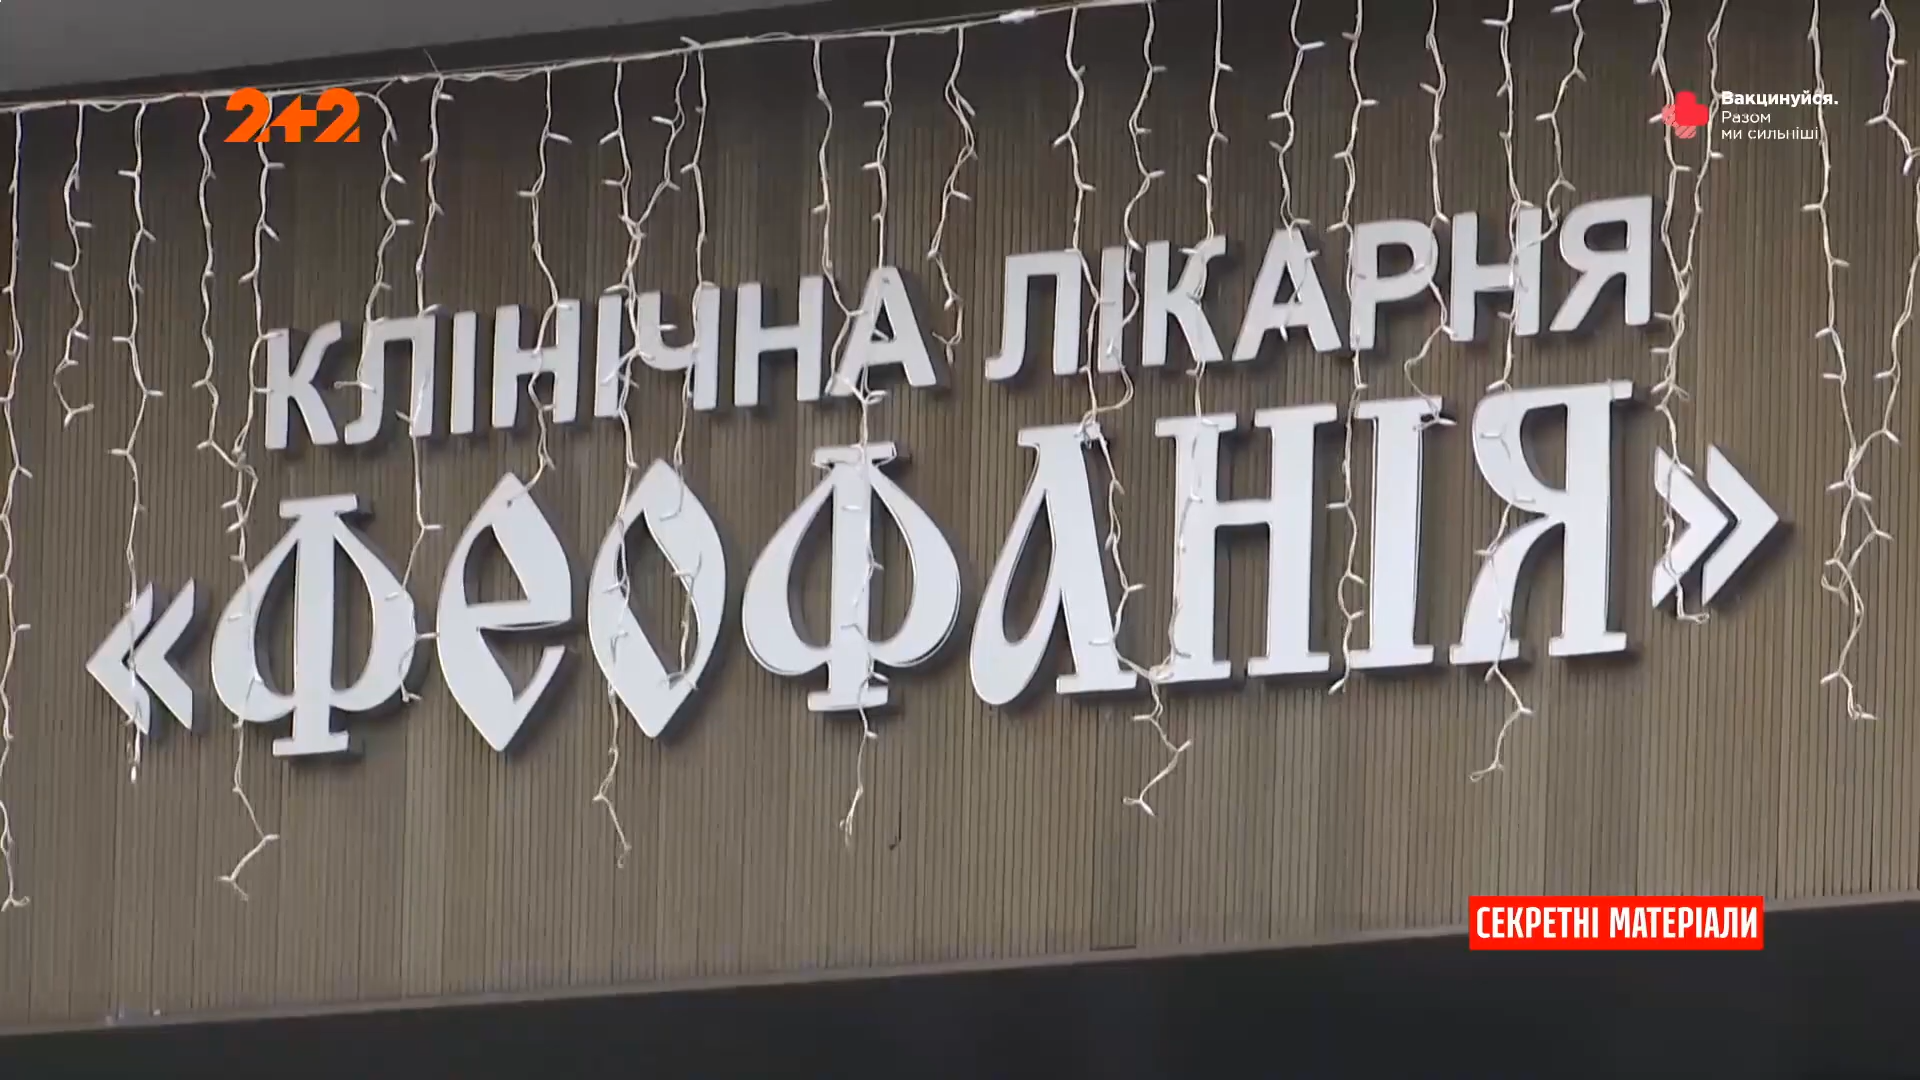 2+2
Вакцинуйся.
Разом
ми сильніші
КЛІНІЧНА ЛІКАРНЯ
«ФЕОФАНІЯ»
СЕКРЕТНІ МАТЕРІАЛИ